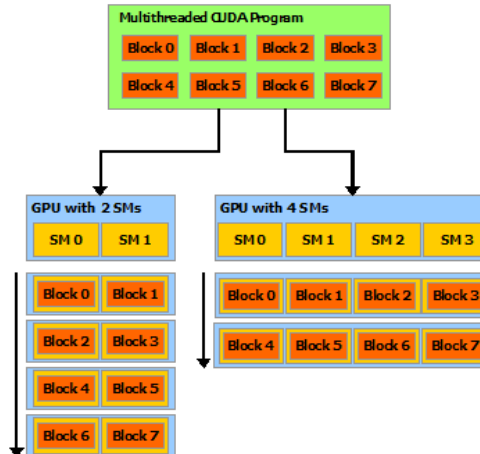 Multithreaded CUDA Program
Block 0 Block 1 Block 2 Block 3
Block 4 Block 5 Block 6 Block 7
GPU with 2 SMs
SM 0 SM 1
Block 0 Block 1
Block 2 Block 3
Block 4 Block 5
Block 6 Block 7
GPU with 4 SMs
SM 0 SM 1 SM 2 SM 3
Block 0 Block 1 Block 2 Block 3
Block 4 Block 5 Block 6 Block 7